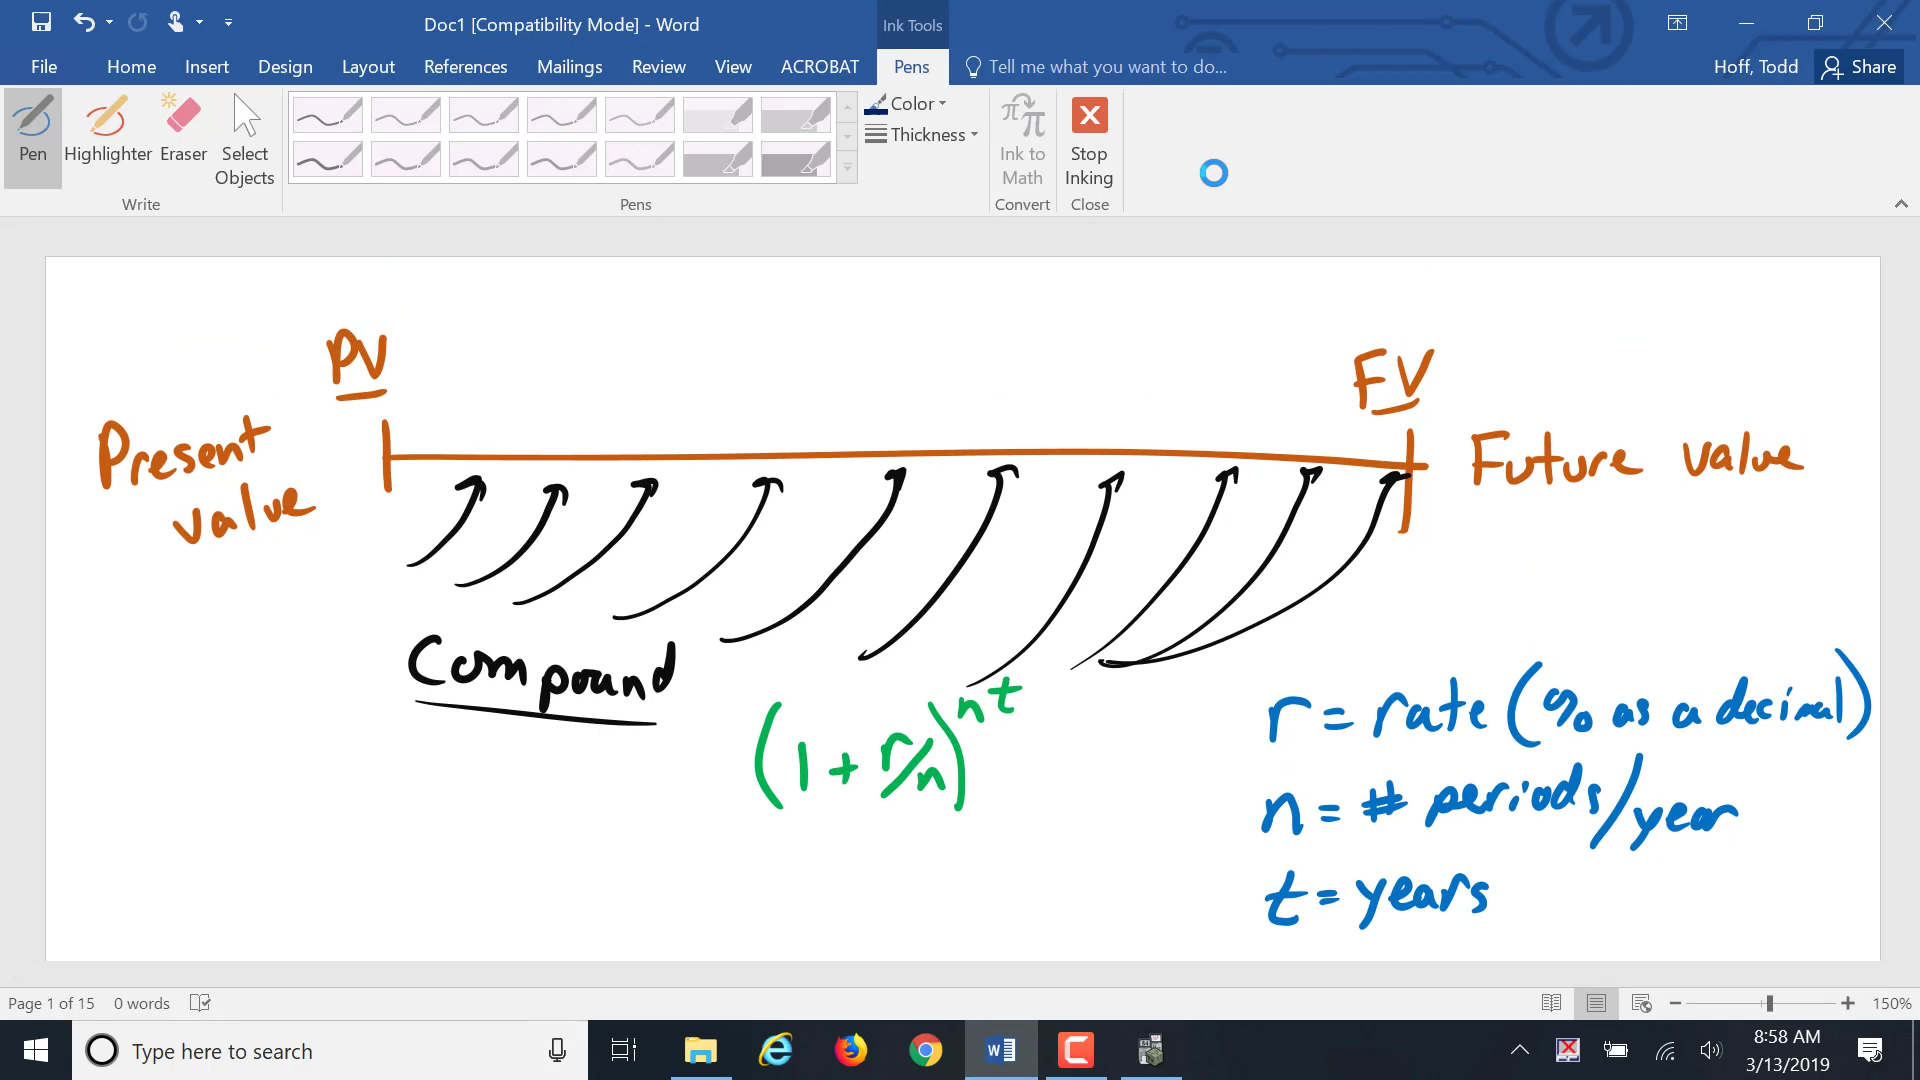 Doc1 [Compatibility Mode] - Word
Ink Tools
File Home Insert Design Layout References Mailings Review View ACROBAT Pens Tell me what you want to do... Hoff, Todd Share
Pen Highlighter Eraser Select Objects
Color
Thickness
Ink to Math
Stop Inking
Write Pens Convert Close
PV
FV
Present value
Future value
Compound
(1 + r/n)^nt
r = rate (% as a decimal)
n = # periods/year
t = years
Page 1 of 15 0 words 150%
Type here to search
8:58 AM
3/13/2019